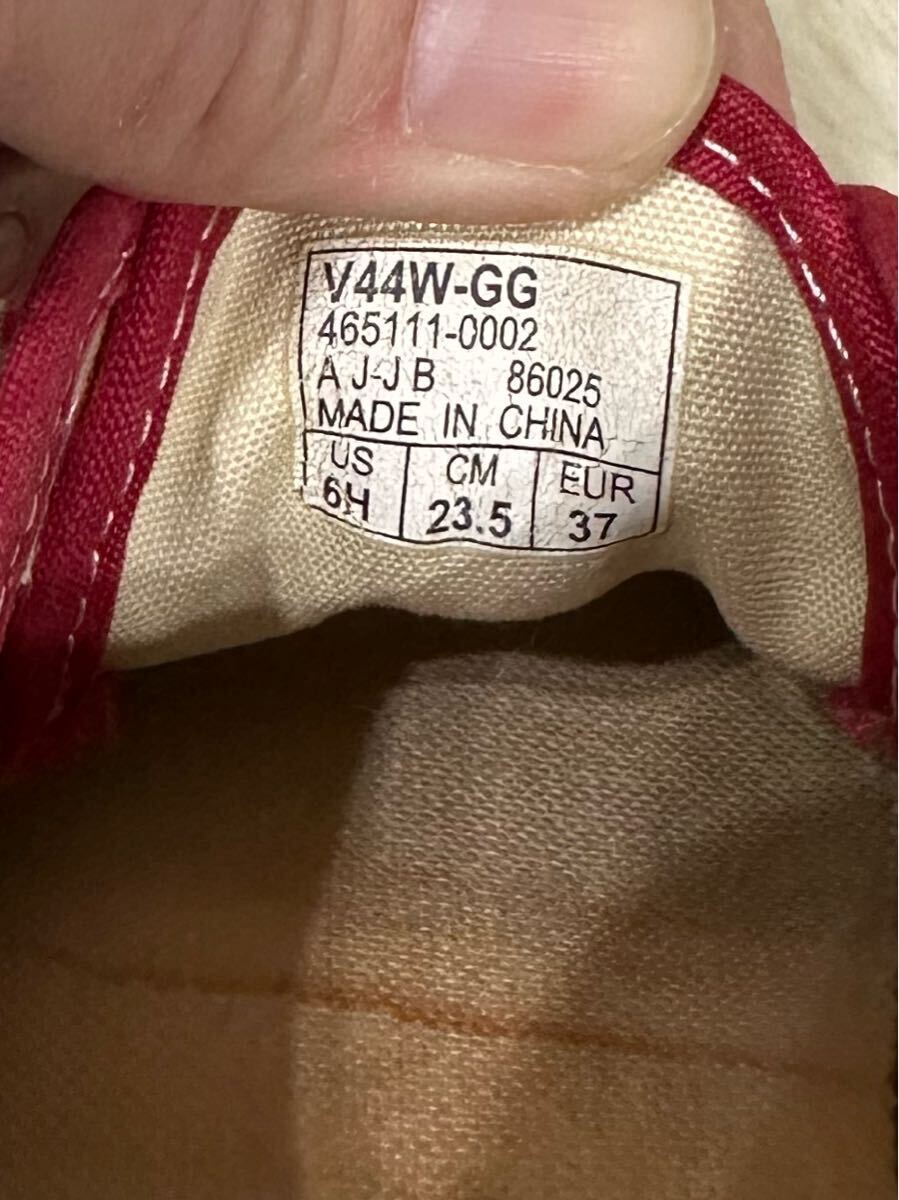 V44W-GG
465111-0002
A J-J B 86025
MADE IN CHINA
US CM EUR
6H 23.5 37